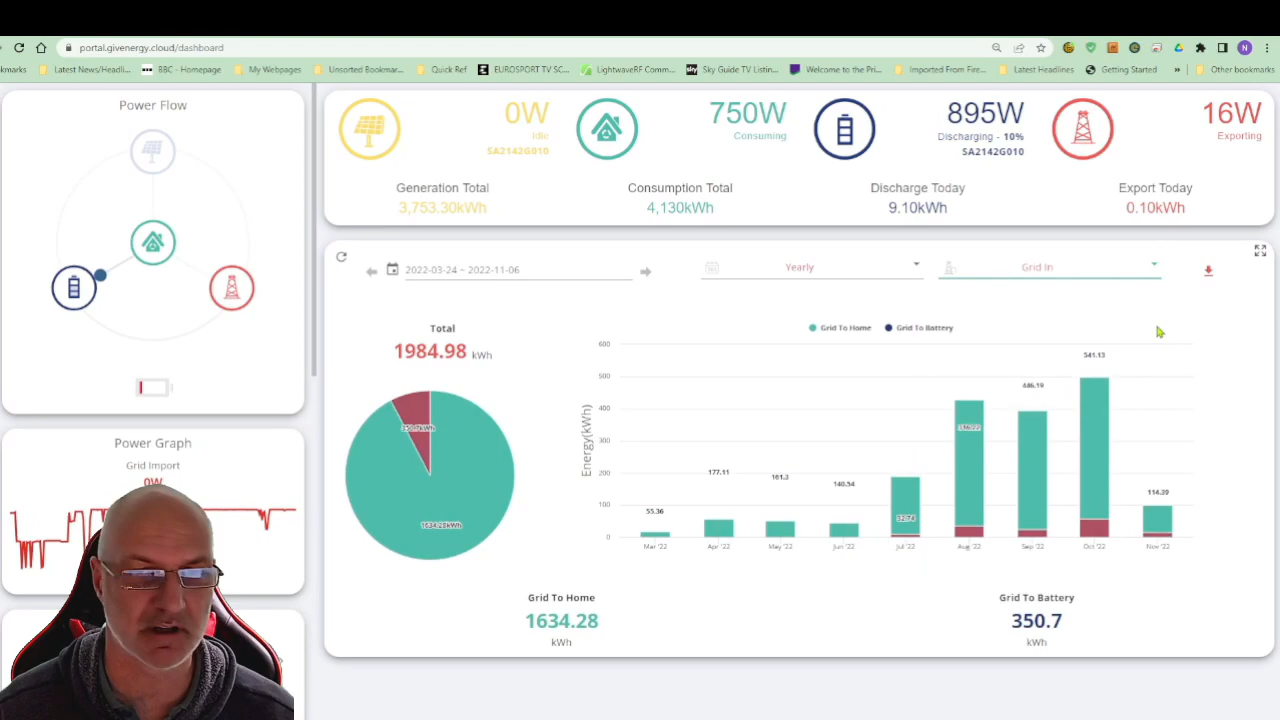 portal.givenergy.cloud/dashboard
N
kmarks
Latest News/Headli...
BBC - Homepage
My Webpages
Unsorted Bookmar...
Quick Ref
EUROSPORT TV SC...
LightwaveRF Comm...
sky
Sky Guide TV Listin...
Welcome to the Pri...
Imported From Fire...
Latest Headlines
Getting Started
»
Other bookmarks
Power Flow
0W
Idle
SA2142G010
750W
Consuming
895W
Discharging - 10%
SA2142G010
16W
Exporting
Generation Total
3,753.30kWh
Consumption Total
4,130kWh
Discharge Today
9.10kWh
Export Today
0.10kWh
2022-03-24 ~ 2022-11-06
Yearly
Grid In
Total
1984.98 kWh
350.7kWh
1634.28kWh
Grid To Home
Grid To Battery
Energy(kWh)
600
500
400
300
200
100
0
55.36
177.11
161.3
140.54
52.74
446.19
541.13
114.39
Mar '22
Apr '22
May '22
Jun '22
Jul '22
Aug '22
Sep '22
Oct '22
Nov '22
Grid To Home
1634.28
kWh
Grid To Battery
350.7
kWh
Power Graph
Grid Import
0W